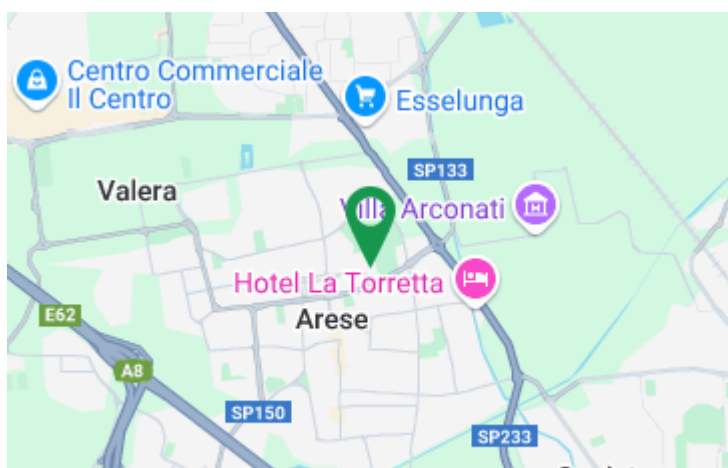 Centro Commerciale
Il Centro
Esselunga
SP133
Valera
Villa Arconati
Hotel La Torretta
E62
Arese
A8
SP150
SP233